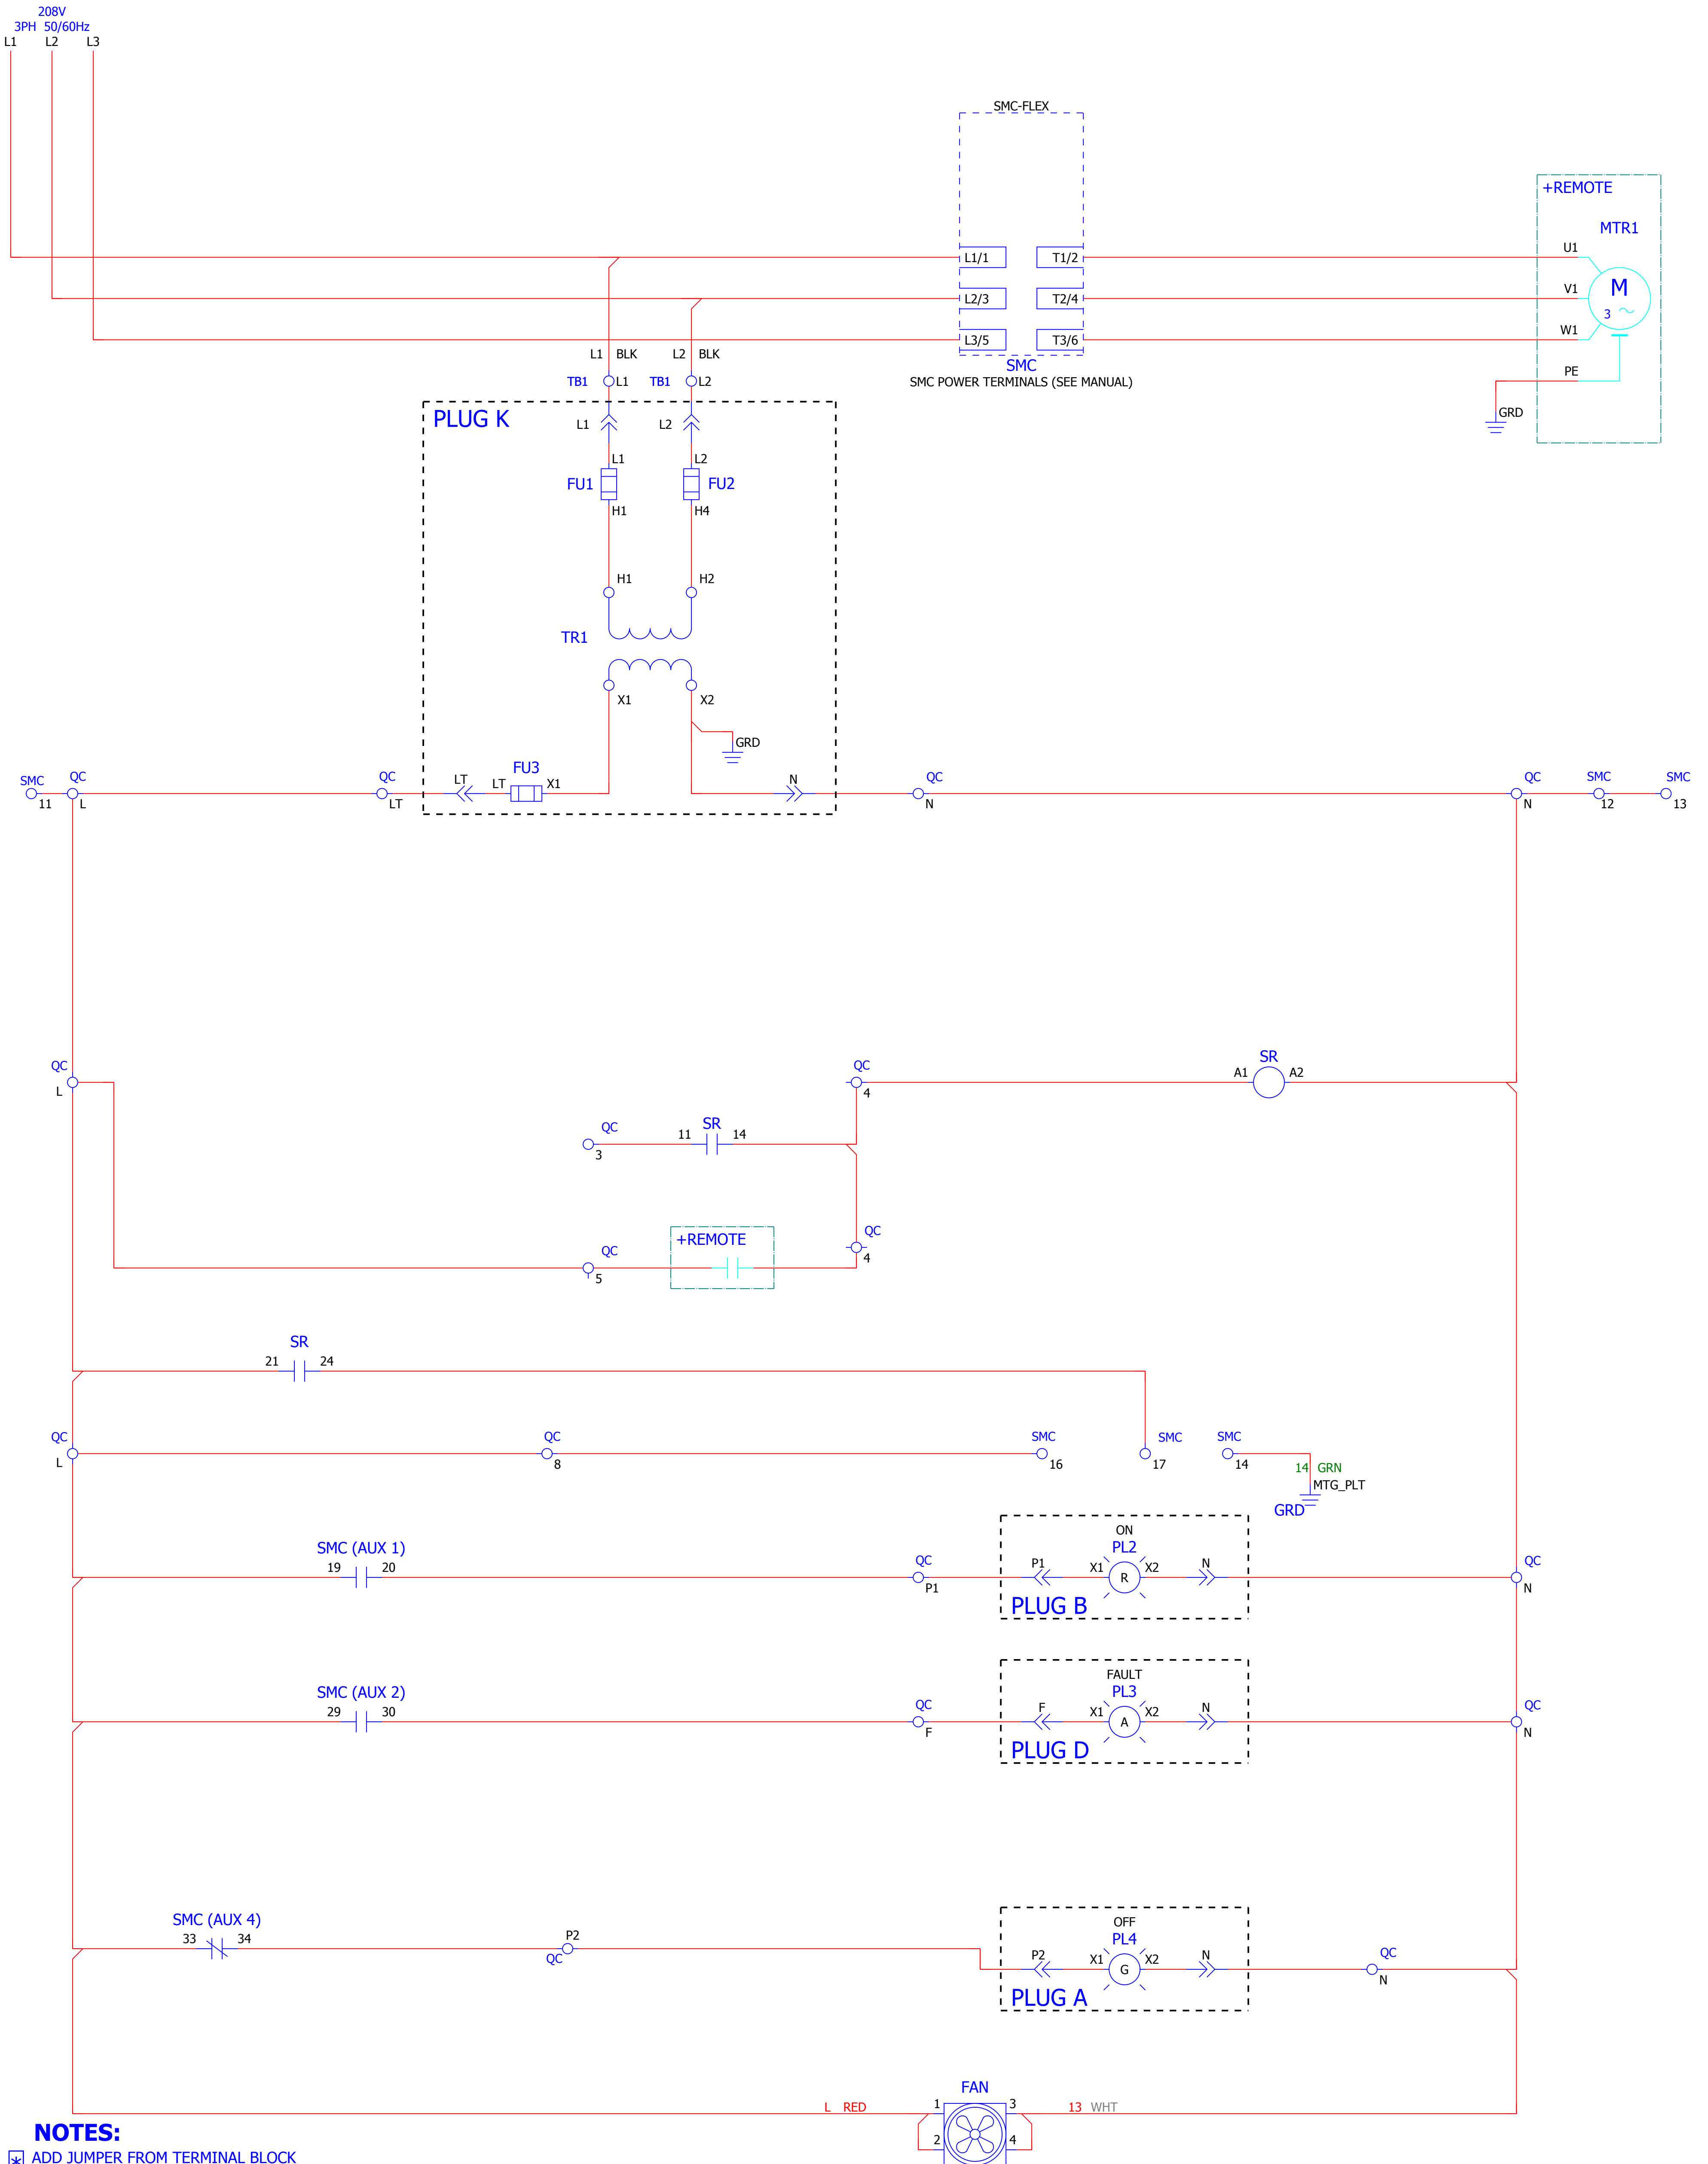 208V
3PH 50/60Hz
L1 L2 L3
SMC-FLEX
+REMOTE
MTR1
U1
L1/1 T1/2
V1
M
3
L2/3 T2/4
W1
L3/5 T3/6
L1 BLK L2 BLK
SMC
PE
TB1 L1 TB1 L2
SMC POWER TERMINALS (SEE MANUAL)
PLUG K
L1 L2
GRD
L1 L2
FU1 FU2
H1 H4
H1 H2
TR1
X1 X2
GRD
FU3
SMC QC QC LT LT X1 N QC QC SMC SMC
11 L LT N N 12 13
QC QC SR
L 4 A1 A2
QC SR
3 11 14
QC +REMOTE QC
5 4
SR
21 24
QC QC SMC SMC SMC
L 8 16 17 14
14 GRN
MTG_PLT
GRD
ON
SMC (AUX 1) PL2
19 20 QC P1 X1 R X2 N QC
P1 N
PLUG B
FAULT
SMC (AUX 2) PL3
29 30 QC F X1 A X2 N QC
F N
PLUG D
SMC (AUX 4) OFF
33 34 P2 PL4
QC P2 X1 G X2 N QC
N
PLUG A
FAN
L RED 1 3 13 WHT
2 4
NOTES:
* ADD JUMPER FROM TERMINAL BLOCK